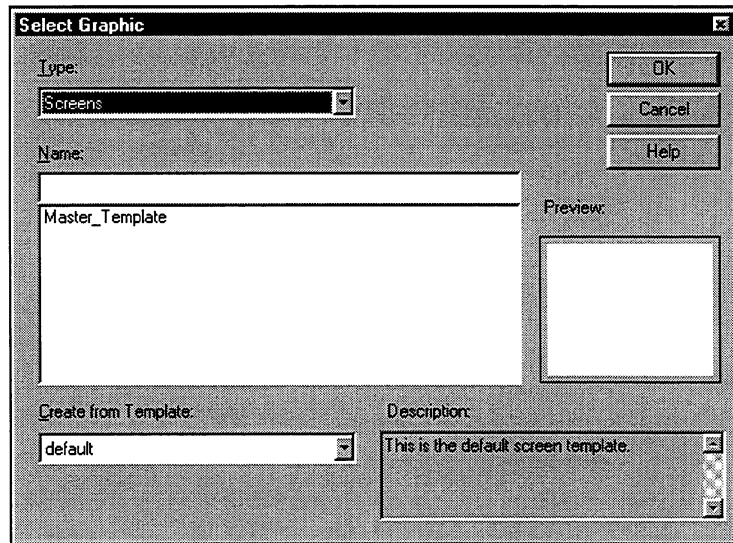 Select Graphic
Type:
Screens
OK
Cancel
Help
Name:
Master_Template
Preview:
Create from Template:
default
Description:
This is the default screen template.